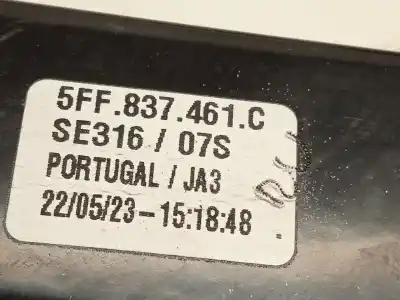 5FF.837.461.C
SE316 / 07S
PORTUGAL / JA3
22/05/23-15:18:48